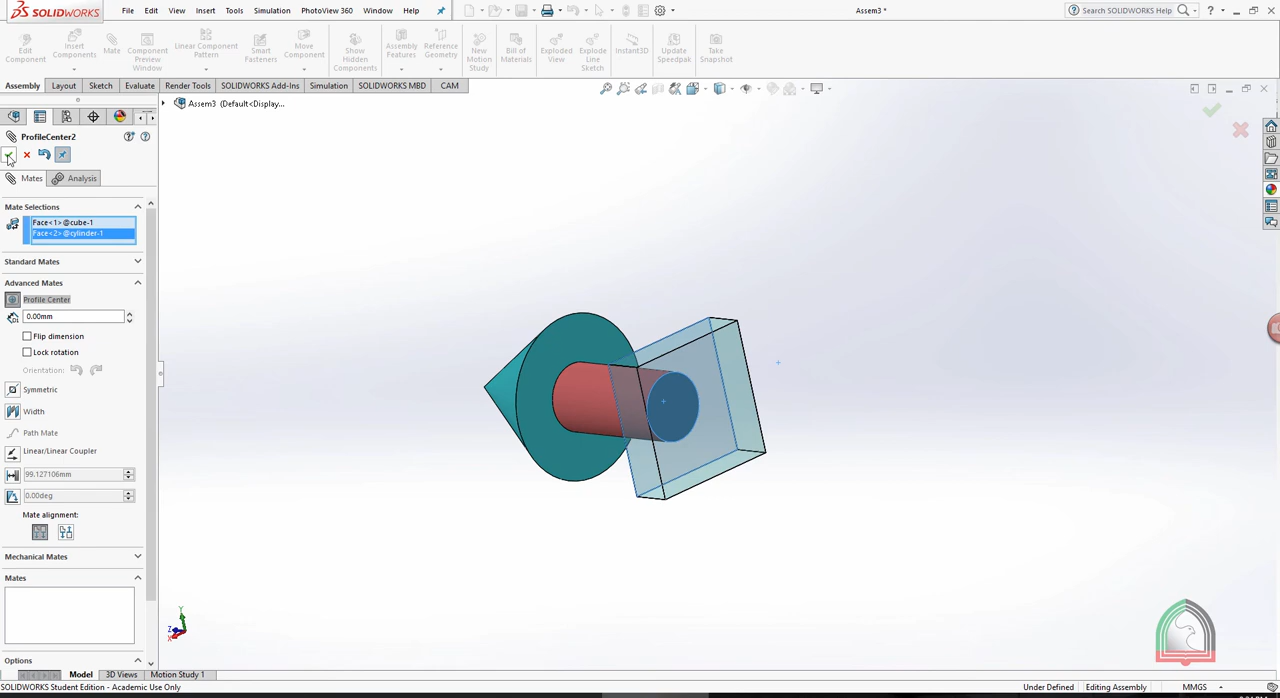 SOLIDWORKS File Edit View Insert Tools Simulation PhotoView 360 Window Help Assem3 * Search SOLIDWORKS Help
Edit Component
Insert Components
Mate
Component Preview Window
Linear Component Pattern
Smart Fasteners
Move Component
Show Hidden Components
Assembly Features
Reference Geometry
New Motion Study
Bill of Materials
Exploded View
Explode Line Sketch
Instant3D
Update Speedpak
Take Snapshot
Assembly Layout Sketch Evaluate Render Tools SOLIDWORKS Add-Ins Simulation SOLIDWORKS MBD CAM
Assem3 (Default<Display...
ProfileCenter2
Mates Analysis
Mate Selections
Face<1>@cube-1
Face<2>@cylinder-1
Standard Mates
Advanced Mates
Profile Center
0.00mm
Flip dimension
Lock rotation
Orientation:
Symmetric
Width
Path Mate
Linear/Linear Coupler
99.127106mm
0.00deg
Mate alignment:
Mechanical Mates
Mates
Options
Y
Z
X
Model 3D Views Motion Study 1
SOLIDWORKS Student Edition - Academic Use Only Under Defined Editing Assembly MMGS